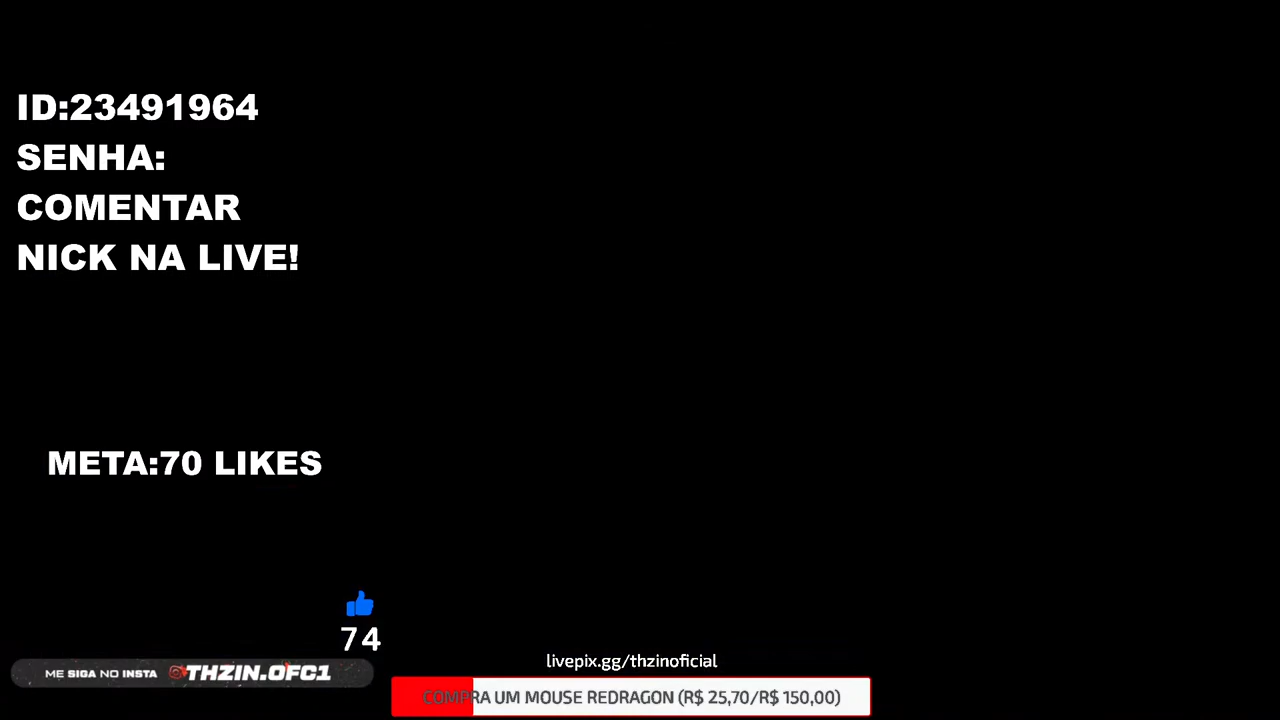 ID:23491964
SENHA:
COMENTAR
NICK NA LIVE!
META:70 LIKES
74
ME SIGA NO INSTA THZIN.OFC1
livepix.gg/thzinoficial
COMPRA UM MOUSE REDRAGON (R$ 25,70/R$ 150,00)